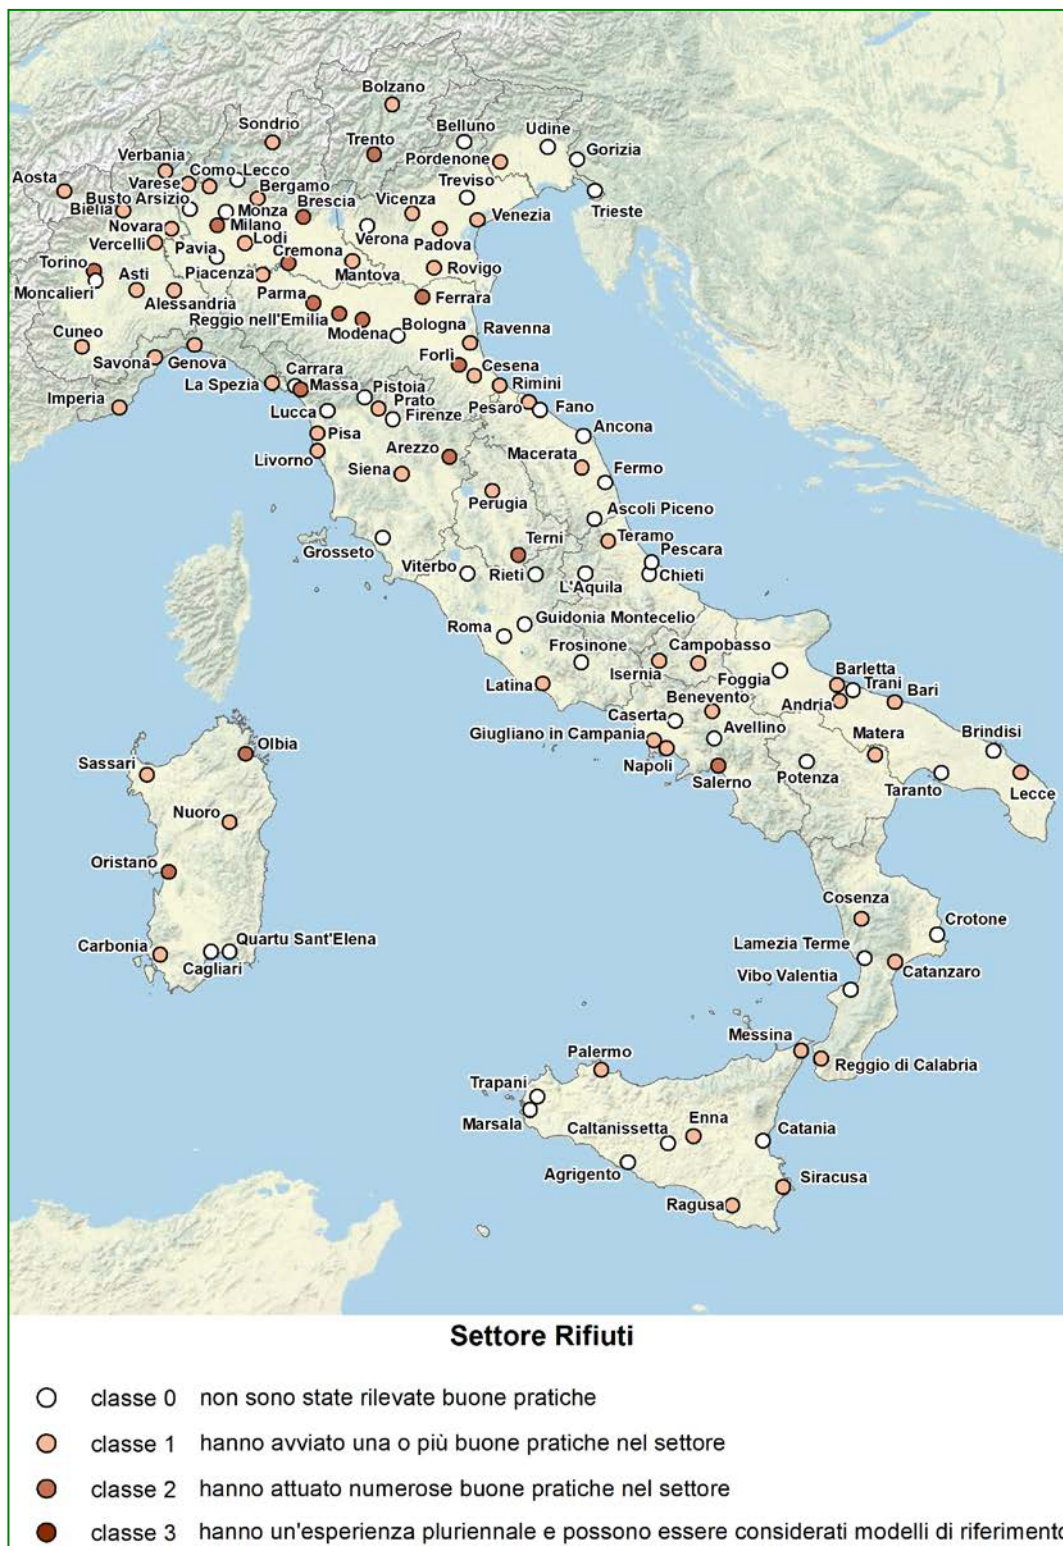 Bolzano
Sondrio
Trento
Belluno
Udine
Gorizia
Verbania
Pordenone
Aosta
Varese
Como
Lecco
Treviso
Busto Arsizio
Bergamo
Vicenza
Trieste
Biella
Monza
Brescia
Venezia
Novara
Milano
Verona
Padova
Vercelli
Pavia
Lodi
Cremona
Torino
Asti
Piacenza
Mantova
Rovigo
Moncalieri
Alessandria
Parma
Ferrara
Reggio nell'Emilia
Modena
Bologna
Ravenna
Cuneo
Savona
Genova
Forlì
Cesena
Carrara
La Spezia
Massa
Pistoia
Rimini
Imperia
Prato
Pesaro
Fano
Lucca
Firenze
Ancona
Pisa
Arezzo
Macerata
Livorno
Siena
Fermo
Perugia
Ascoli Piceno
Terni
Teramo
Grosseto
Pescara
Viterbo
Rieti
L'Aquila
Chieti
Guidonia Montecelio
Roma
Frosinone
Campobasso
Isernia
Foggia
Barletta
Trani
Latina
Benevento
Andria
Bari
Caserta
Avellino
Giugliano in Campania
Matera
Brindisi
Olbia
Napoli
Sassari
Salerno
Potenza
Taranto
Lecce
Nuoro
Oristano
Cosenza
Crotone
Quartu Sant'Elena
Carbonia
Lamezia Terme
Cagliari
Catanzaro
Vibo Valentia
Messina
Palermo
Reggio di Calabria
Trapani
Marsala
Enna
Caltanissetta
Catania
Agrigento
Siracusa
Ragusa
Settore Rifiuti
classe 0 non sono state rilevate buone pratiche
classe 1 hanno avviato una o più buone pratiche nel settore
classe 2 hanno attuato numerose buone pratiche nel settore
classe 3 hanno un'esperienza pluriennale e possono essere considerati modelli di riferimento